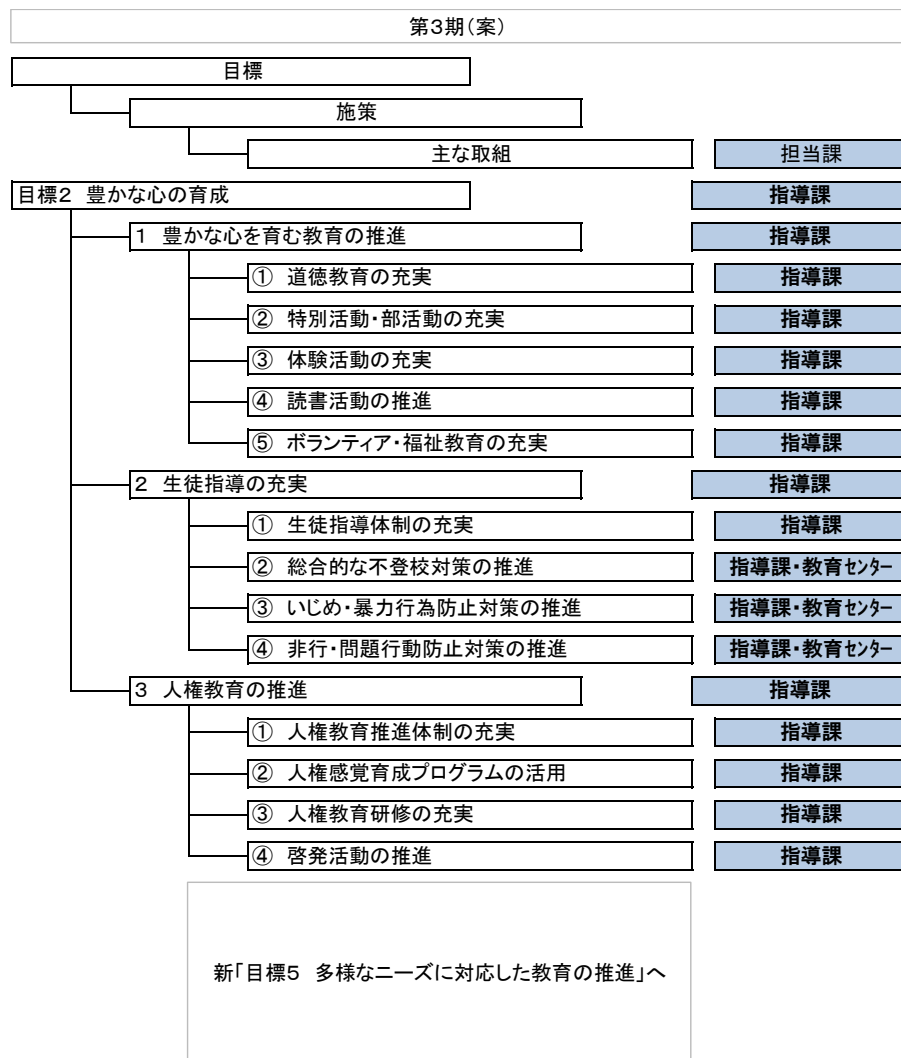 第3期(案)
目標
施策
主な取組 担当課
目標2 豊かな心の育成 指導課
1 豊かな心を育む教育の推進 指導課
① 道徳教育の充実 指導課
② 特別活動・部活動の充実 指導課
③ 体験活動の充実 指導課
④ 読書活動の推進 指導課
⑤ ボランティア・福祉教育の充実 指導課
2 生徒指導の充実 指導課
① 生徒指導体制の充実 指導課
② 総合的な不登校対策の推進 指導課・教育ｾﾝﾀｰ
③ いじめ・暴力行為防止対策の推進 指導課・教育ｾﾝﾀｰ
④ 非行・問題行動防止対策の推進 指導課・教育ｾﾝﾀｰ
3 人権教育の推進 指導課
① 人権教育推進体制の充実 指導課
② 人権感覚育成プログラムの活用 指導課
③ 人権教育研修の充実 指導課
④ 啓発活動の推進 指導課
新「目標5 多様なニーズに対応した教育の推進」へ